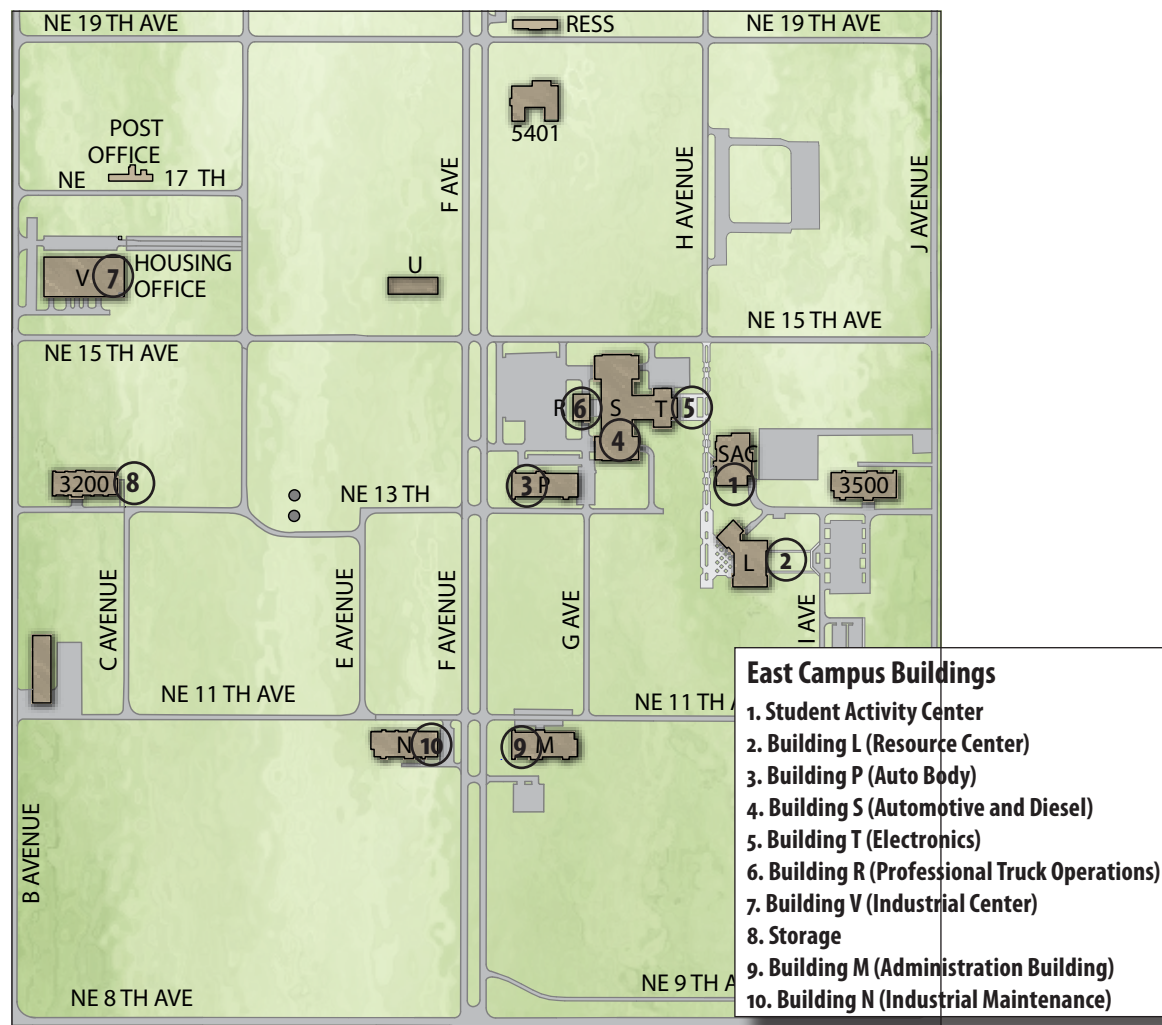 NE 19 TH AVE
RESS
NE 19 TH AVE
5401
POST
OFFICE
NE 17 TH
F AVE
H AVENUE
J AVENUE
V 7
HOUSING
OFFICE
U
NE 15 TH AVE
NE 15 TH AVE
R 6 S T 5
4
SAC
1
3200 8
NE 13 TH
3 P
3500
L 2
C AVENUE
E AVENUE
F AVENUE
G AVE
I AVE
NE 11 TH AVE
NE 11 TH A
N 10
9 M
B AVENUE
NE 8 TH AVE
NE 9 TH A
East Campus Buildings
1. Student Activity Center
2. Building L (Resource Center)
3. Building P (Auto Body)
4. Building S (Automotive and Diesel)
5. Building T (Electronics)
6. Building R (Professional Truck Operations)
7. Building V (Industrial Center)
8. Storage
9. Building M (Administration Building)
10. Building N (Industrial Maintenance)